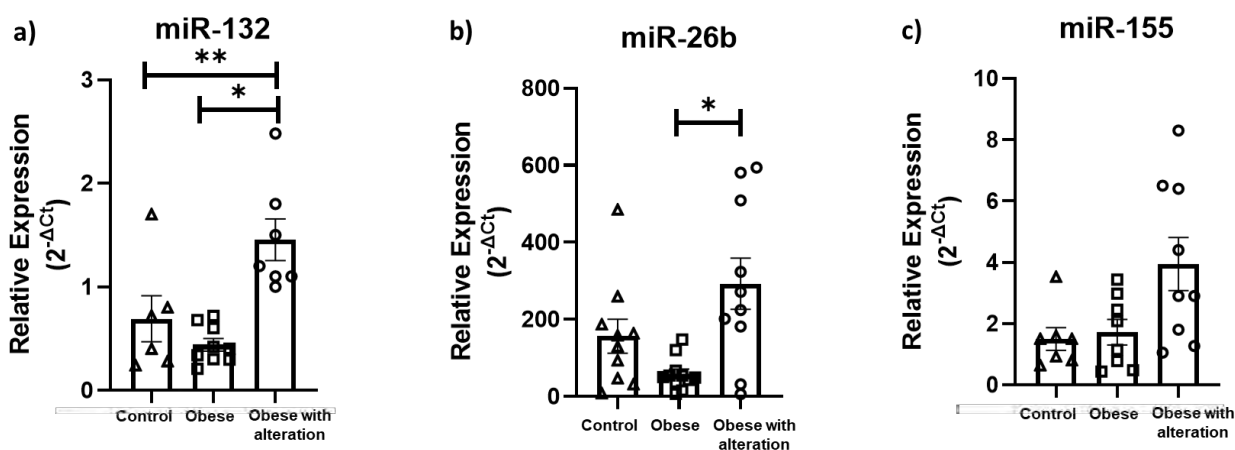 a)
miR-132
**
*
3
2
1
0
Relative Expression
(2^-ΔCt)
Control
Obese
Obese with
alteration
b)
miR-26b
*
800
600
400
200
0
Relative Expression
(2^-ΔCt)
Control
Obese
Obese with
alteration
c)
miR-155
10
8
6
4
2
0
Relative Expression
(2^-ΔCt)
Control
Obese
Obese with
alteration